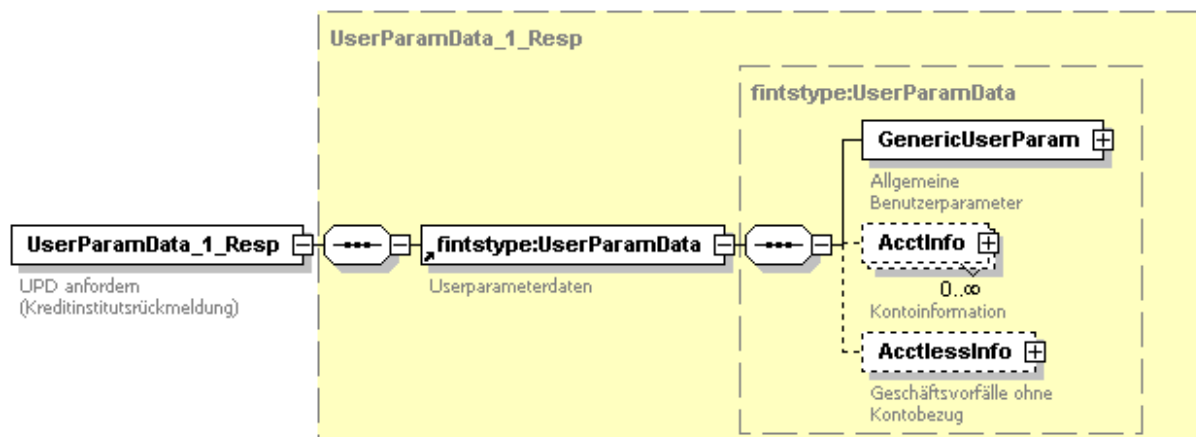 UserParamData_1_Resp
fintstype:UserParamData
GenericUserParam
Allgemeine
Benutzerparameter
UserParamData_1_Resp
UPD anfordern
(Kreditinstitutsrückmeldung)
fintstype:UserParamData
Userparameterdaten
AcctInfo
0..∞
Kontoinformation
AcctlessInfo
Geschäftsvorfälle ohne
Kontobezug